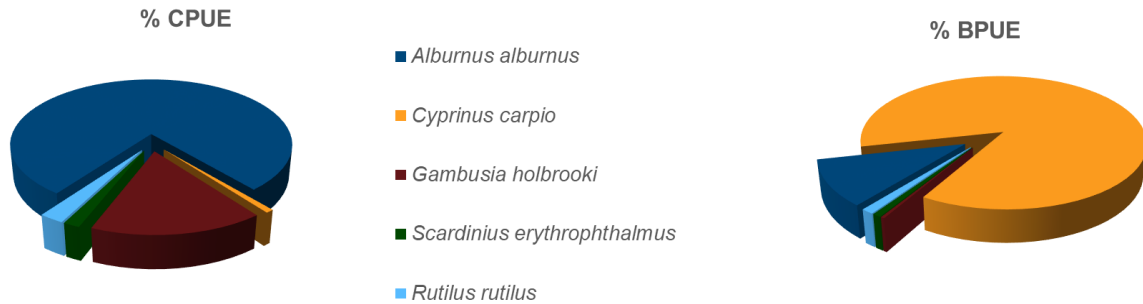 % CPUE
Alburnus alburnus
Cyprinus carpio
Gambusia holbrooki
Scardinius erythrophthalmus
Rutilus rutilus
% BPUE